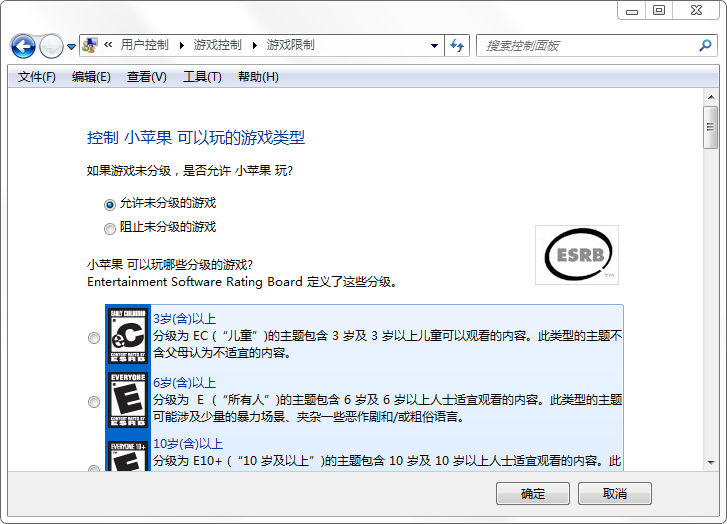 « 用户控制 ▸ 游戏控制 ▸ 游戏限制
搜索控制面板
文件(F) 编辑(E) 查看(V) 工具(T) 帮助(H)
控制 小苹果 可以玩的游戏类型
如果游戏未分级，是否允许 小苹果 玩?
允许未分级的游戏
阻止未分级的游戏
ESRB
TM
小苹果 可以玩哪些分级的游戏?
Entertainment Software Rating Board 定义了这些分级。
EARLY CHILDHOOD
eC
CONTENT RATED BY
ESRB
3岁(含)以上
分级为 EC (“儿童”)的主题包含 3 岁及 3 岁以上儿童可以观看的内容。此类型的主题不
含父母认为不适宜的内容。
EVERYONE
E
CONTENT RATED BY
ESRB
6岁(含)以上
分级为 E (“所有人”)的主题包含 6 岁及 6 岁以上人士适宜观看的内容。此类型的主题
可能涉及少量的暴力场景、夹杂一些恶作剧和/或粗俗语言。
EVERYONE 10+
10岁(含)以上
分级为 E10+ (“10 岁及以上”)的主题包含 10 岁及 10 岁以上人士适宜观看的内容。此
确定
取消